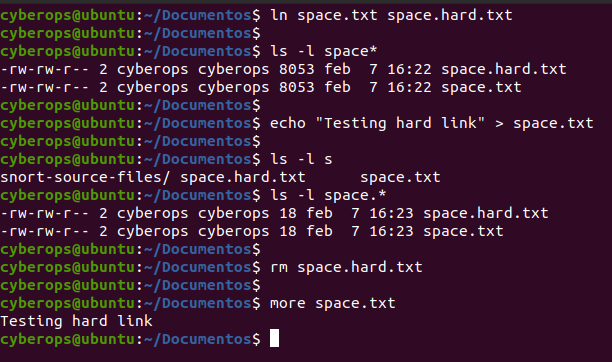 cyberops@ubuntu:~/Documentos$ ln space.txt space.hard.txt
cyberops@ubuntu:~/Documentos$
cyberops@ubuntu:~/Documentos$ ls -l space*
-rw-rw-r-- 2 cyberops cyberops 8053 feb  7 16:22 space.hard.txt
-rw-rw-r-- 2 cyberops cyberops 8053 feb  7 16:22 space.txt
cyberops@ubuntu:~/Documentos$
cyberops@ubuntu:~/Documentos$ echo "Testing hard link" > space.txt
cyberops@ubuntu:~/Documentos$
cyberops@ubuntu:~/Documentos$ ls -l s
snort-source-files/ space.hard.txt      space.txt
cyberops@ubuntu:~/Documentos$ ls -l space.*
-rw-rw-r-- 2 cyberops cyberops 18 feb  7 16:23 space.hard.txt
-rw-rw-r-- 2 cyberops cyberops 18 feb  7 16:23 space.txt
cyberops@ubuntu:~/Documentos$
cyberops@ubuntu:~/Documentos$ rm space.hard.txt
cyberops@ubuntu:~/Documentos$
cyberops@ubuntu:~/Documentos$ more space.txt
Testing hard link
cyberops@ubuntu:~/Documentos$